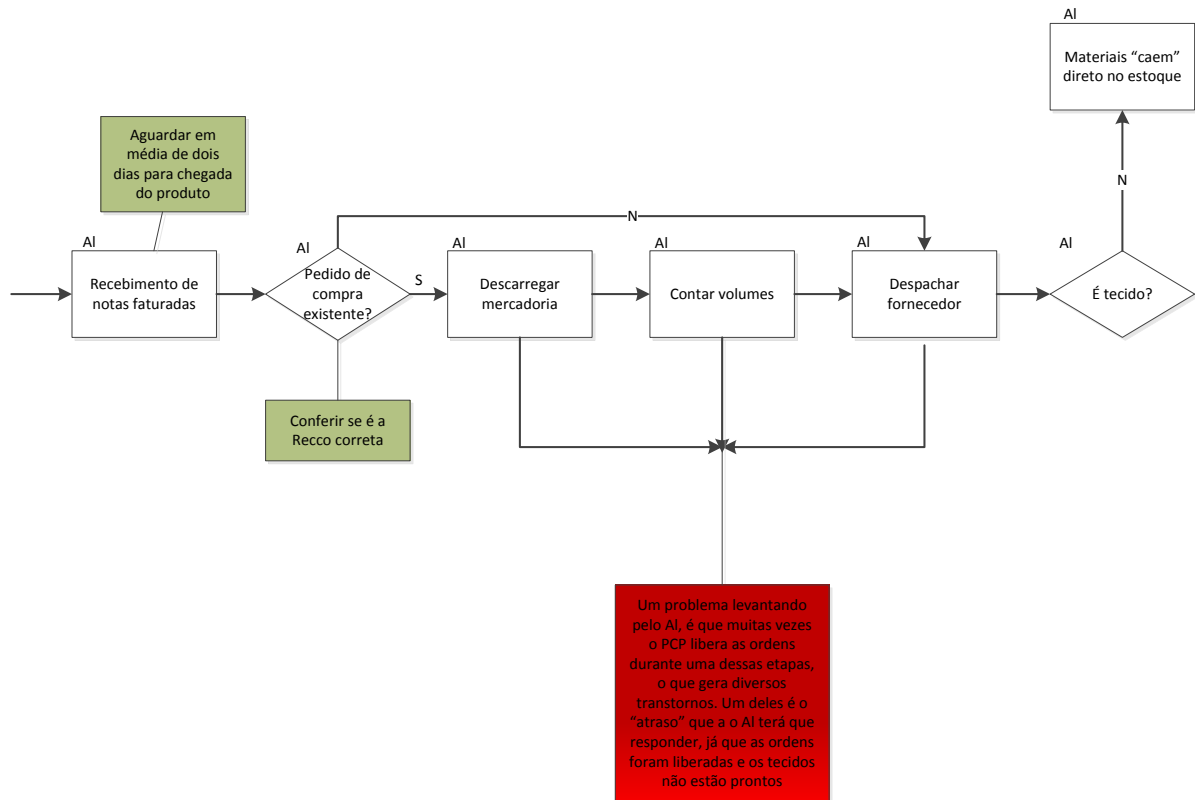 Al
Materiais “caem”
direto no estoque
Aguardar em
média de dois
dias para chegada
do produto
N
N
Al
Recebimento de
notas faturadas
Al
Pedido de
compra
existente?
S
Al
Descarregar
mercadoria
Al
Contar volumes
Al
Despachar
fornecedor
Al
É tecido?
Conferir se é a
Recco correta
Um problema levantando
pelo Al, é que muitas vezes
o PCP libera as ordens
durante uma dessas etapas,
o que gera diversos
transtornos. Um deles é o
“atraso” que a o Al terá que
responder, já que as ordens
foram liberadas e os tecidos
não estão prontos